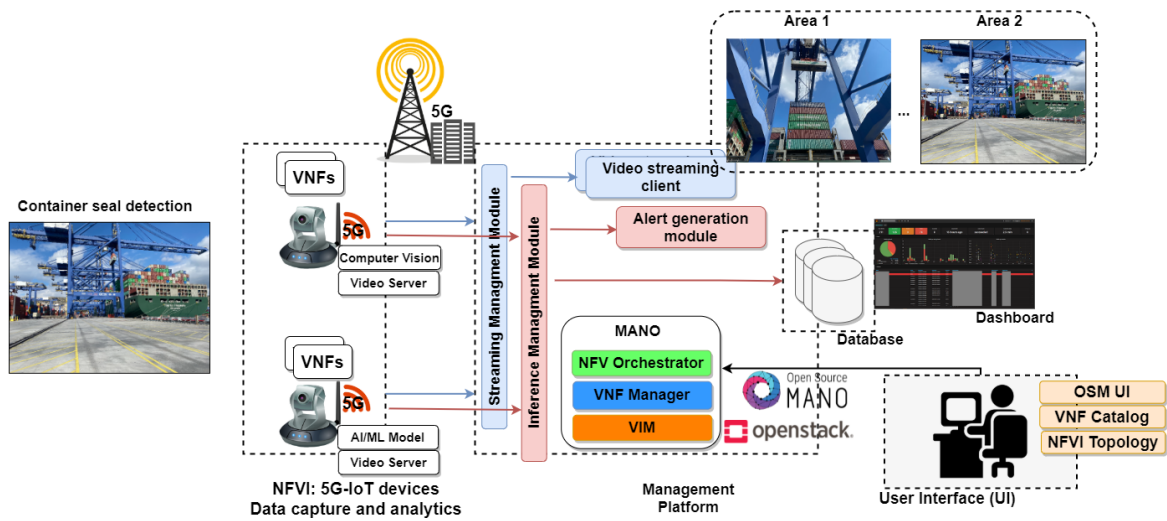 Area 1
Area 2
...
5G
VNFs
Video streaming
client
Container seal detection
5G
Computer Vision
Video Server
Streaming Managment Module
Inference Managment Module
Alert generation
module
Dashboard
Database
MANO
NFV Orchestrator
VNF Manager
VIM
Open Source
MANO
openstack.
VNFs
5G
AI/ML Model
Video Server
OSM UI
VNF Catalog
NFVI Topology
User Interface (UI)
NFVI: 5G-IoT devices
Data capture and analytics
Management
Platform